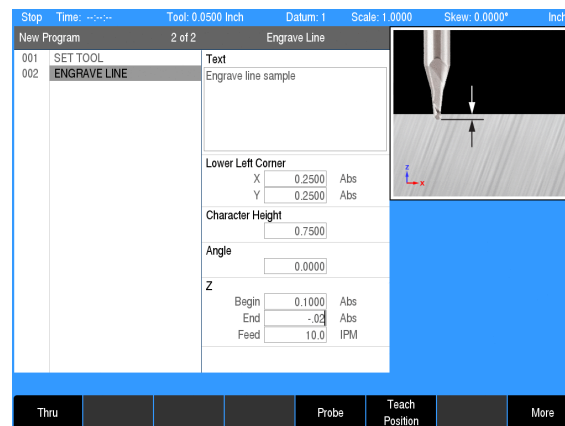 Stop Time: --:--:-- Tool: 0.0500 Inch Datum: 1 Scale: 1.0000 Skew: 0.0000° Inch
New Program 2 of 2 Engrave Line
001 SET TOOL
002 ENGRAVE LINE
Text
Engrave line sample
Lower Left Corner
X 0.2500 Abs
Y 0.2500 Abs
Character Height
0.7500
Angle
0.0000
Z
Begin 0.1000 Abs
End -.02 Abs
Feed 10.0 IPM
z
x
Thru Probe Teach Position More